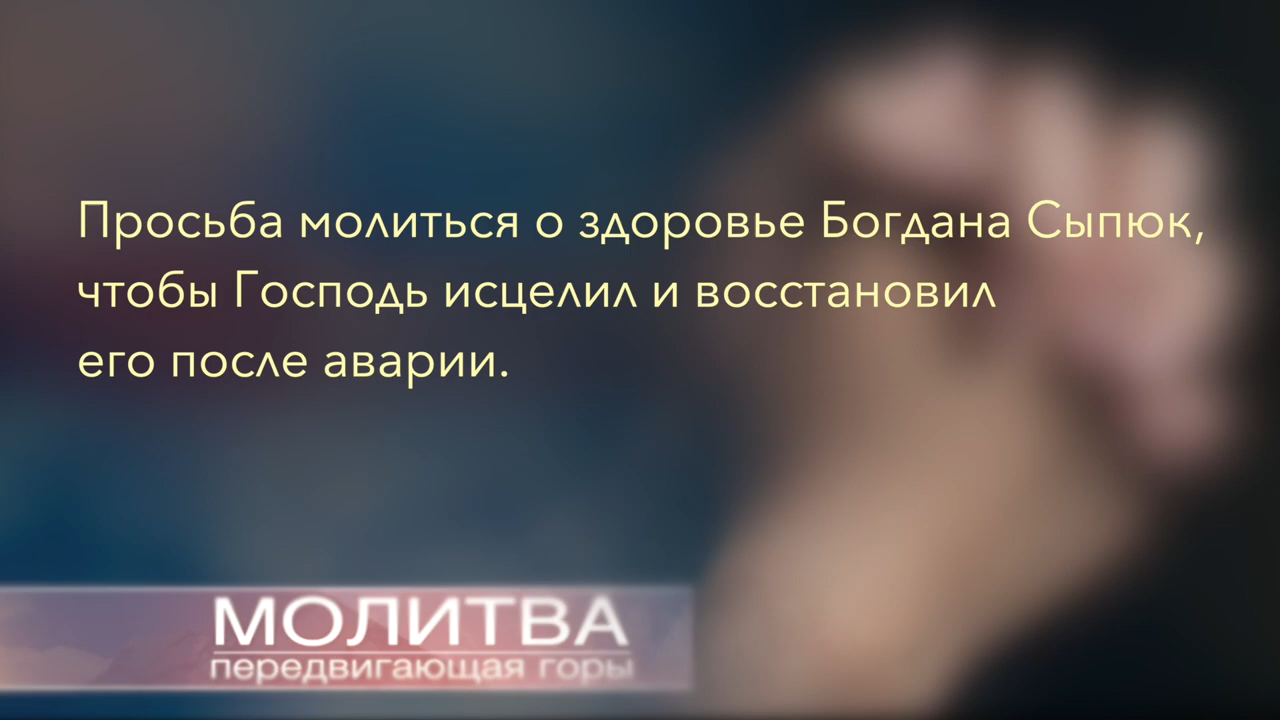 Просьба молиться о здоровье Богдана Сыпюк,
чтобы Господь исцелил и восстановил
его после аварии.
МОЛИТВА
передвигающая горы